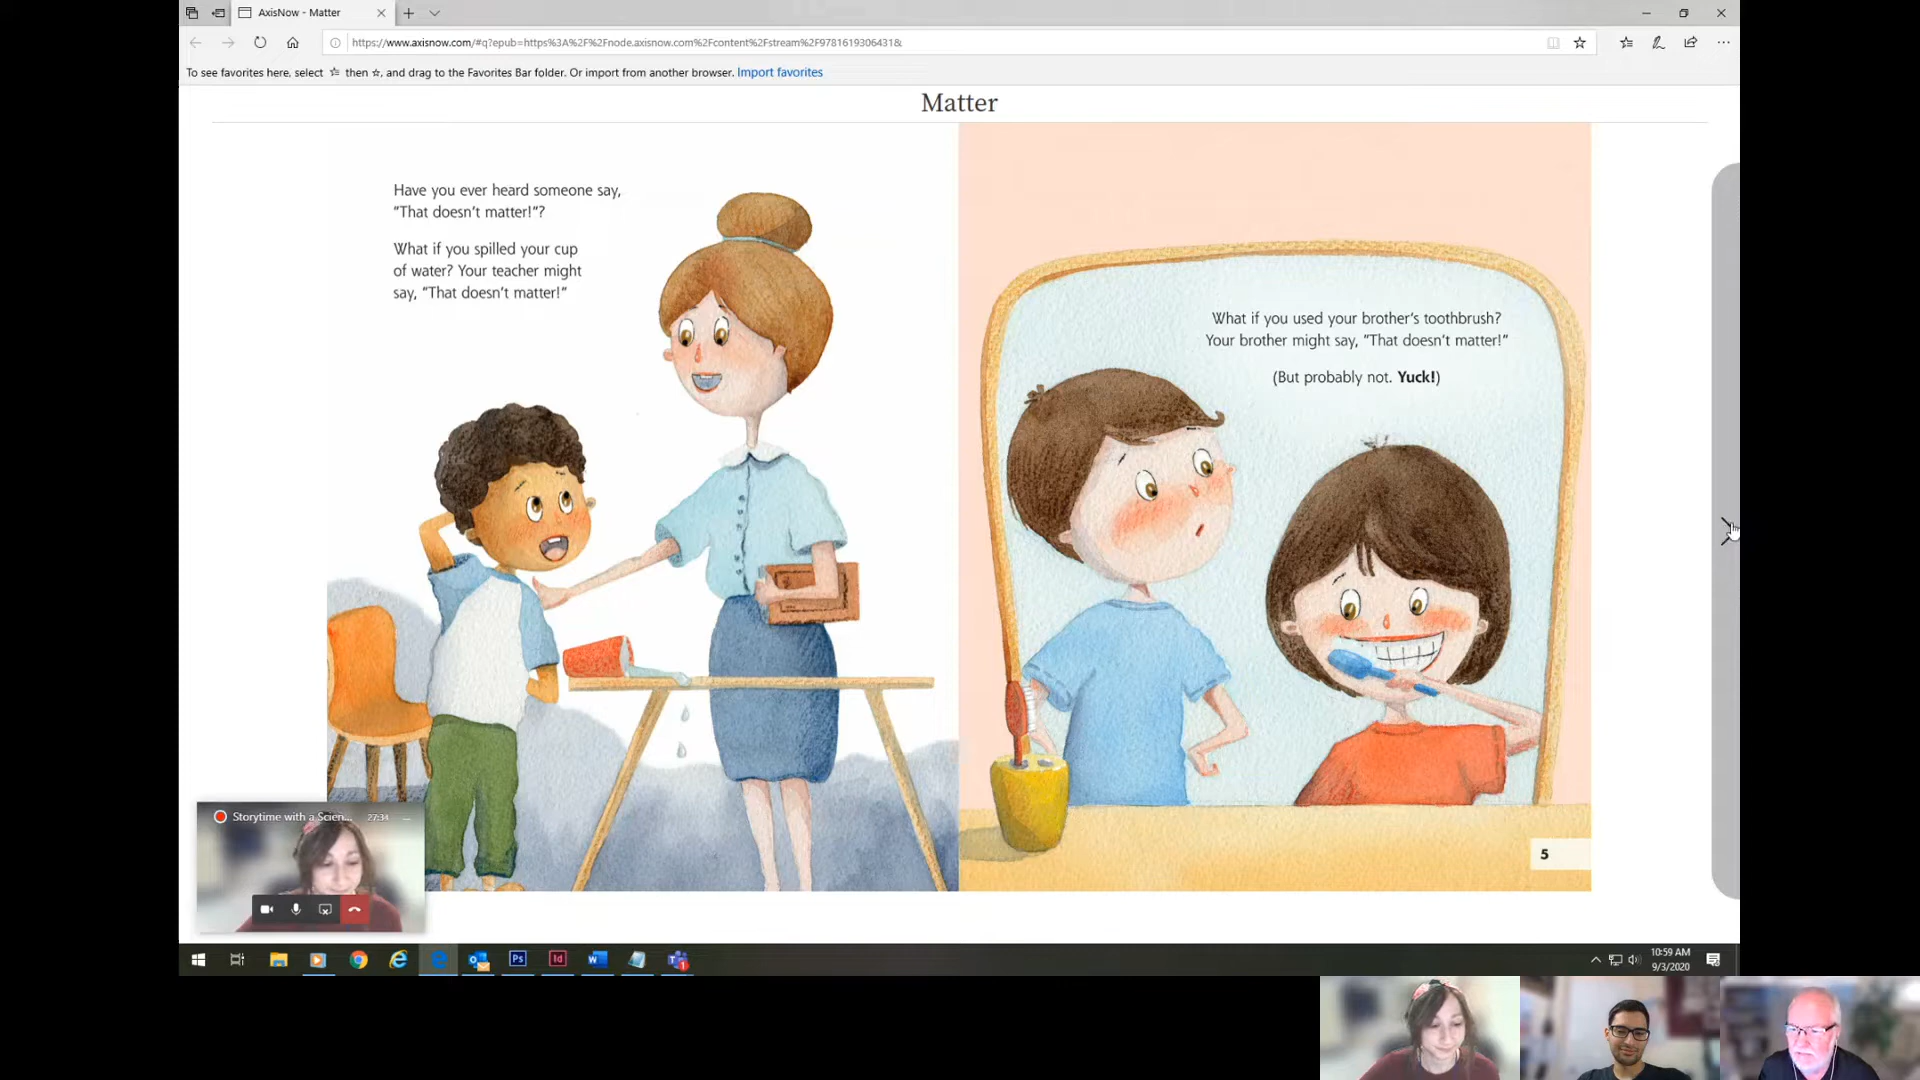 AxisNow - Matter
https://www.axisnow.com/#q?epub=https%3A%2F%2Fnode.axisnow.com%2Fcontent%2Fstream%2F9781619306431&
To see favorites here, select ☆ then ☆, and drag to the Favorites Bar folder. Or import from another browser. Import favorites
Matter
Have you ever heard someone say,
"That doesn't matter!"?
What if you spilled your cup
of water? Your teacher might
say, "That doesn't matter!"
What if you used your brother's toothbrush?
Your brother might say, "That doesn't matter!"
(But probably not. Yuck!)
5
Storytime with a Scien... 27:34
Ps
Id
10:59 AM
9/3/2020